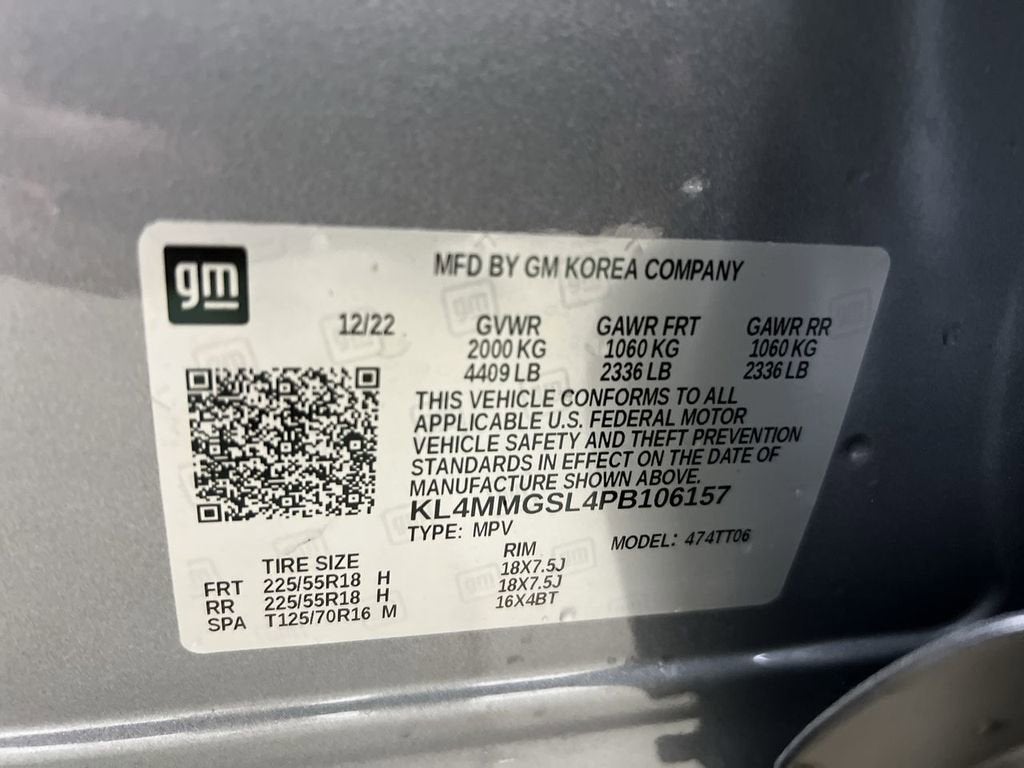 gm
MFD BY GM KOREA COMPANY
12/22 GVWR GAWR FRT GAWR RR
2000 KG 1060 KG 1060 KG
4409 LB 2336 LB 2336 LB
THIS VEHICLE CONFORMS TO ALL
APPLICABLE U.S. FEDERAL MOTOR
VEHICLE SAFETY AND THEFT PREVENTION
STANDARDS IN EFFECT ON THE DATE OF
MANUFACTURE SHOWN ABOVE.
KL4MMGSL4PB106157
TYPE: MPV MODEL: 474TT06
TIRE SIZE RIM
FRT 225/55R18 H 18X7.5J
RR 225/55R18 H 18X7.5J
SPA T125/70R16 M 16X4BT